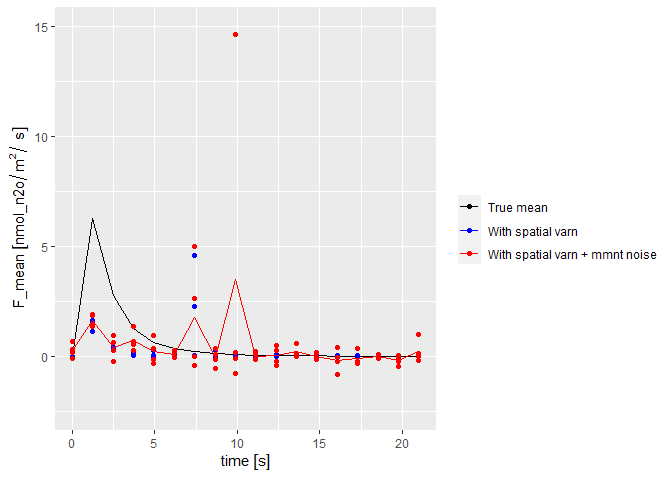 15
10
5
0
F_mean [nmol_n2o/ m²/ s]
0 5 10 15 20
time [s]
True mean
With spatial varn
With spatial varn + mmnt noise